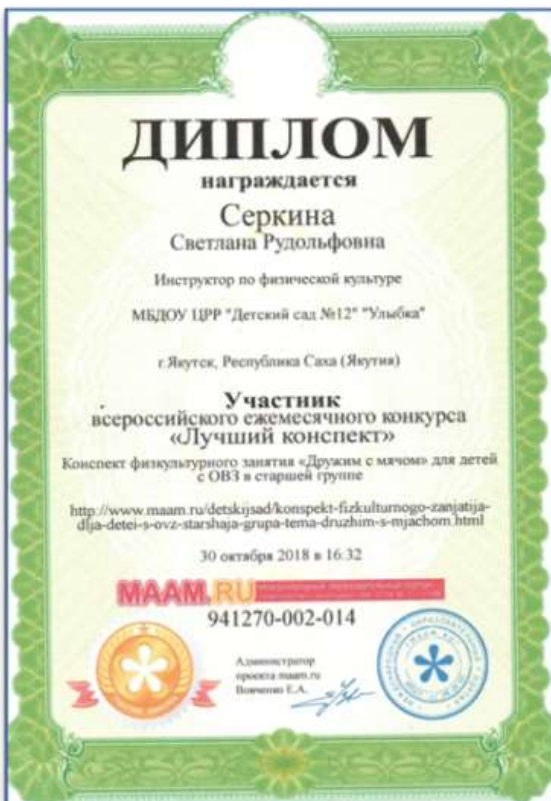 ДИПЛОМ
награждается
Серкина
Светлана Рудольфовна
Инструктор по физической культуре
МБДОУ ЦРР "Детский сад №12" "Улыбка"
г.Якутск, Республика Саха (Якутия)
Участник
всероссийского ежемесячного конкурса
«Лучший конспект»
Конспект физкультурного занятия «Дружим с мячом» для детей
с ОВЗ в старшей группе
http://www.maam.ru/detskijsad/konspekt-fizkulturnogo-zanjatija-
dlja-detei-s-ovz-starshaja-grupa-tema-druzhim-s-mjachom.html
30 октября 2018 в 16:32
MAAM.RU
941270-002-014
Администратор
проекта maam.ru
Вовченко Е.А.